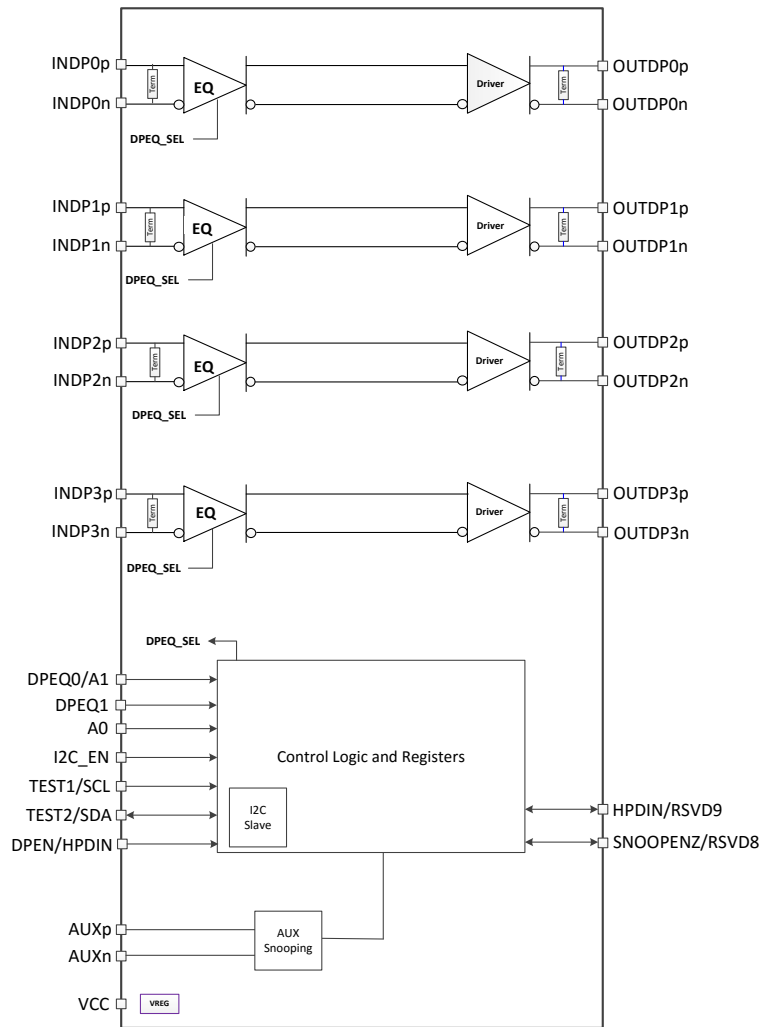 INDP0p
Term
EQ
Driver
Term
OUTDP0p
INDP0n
OUTDP0n
DPEQ_SEL
INDP1p
Term
EQ
Driver
Term
OUTDP1p
INDP1n
OUTDP1n
DPEQ_SEL
INDP2p
Term
EQ
Driver
Term
OUTDP2p
INDP2n
OUTDP2n
DPEQ_SEL
INDP3p
Term
EQ
Driver
Term
OUTDP3p
INDP3n
OUTDP3n
DPEQ_SEL
DPEQ_SEL
DPEQ0/A1
DPEQ1
A0
I2C_EN
TEST1/SCL
TEST2/SDA
DPEN/HPDIN
Control Logic and Registers
I2C
Slave
HPDIN/RSVD9
SNOOPENZ/RSVD8
AUXp
AUXn
AUX
Snooping
VCC
VREG